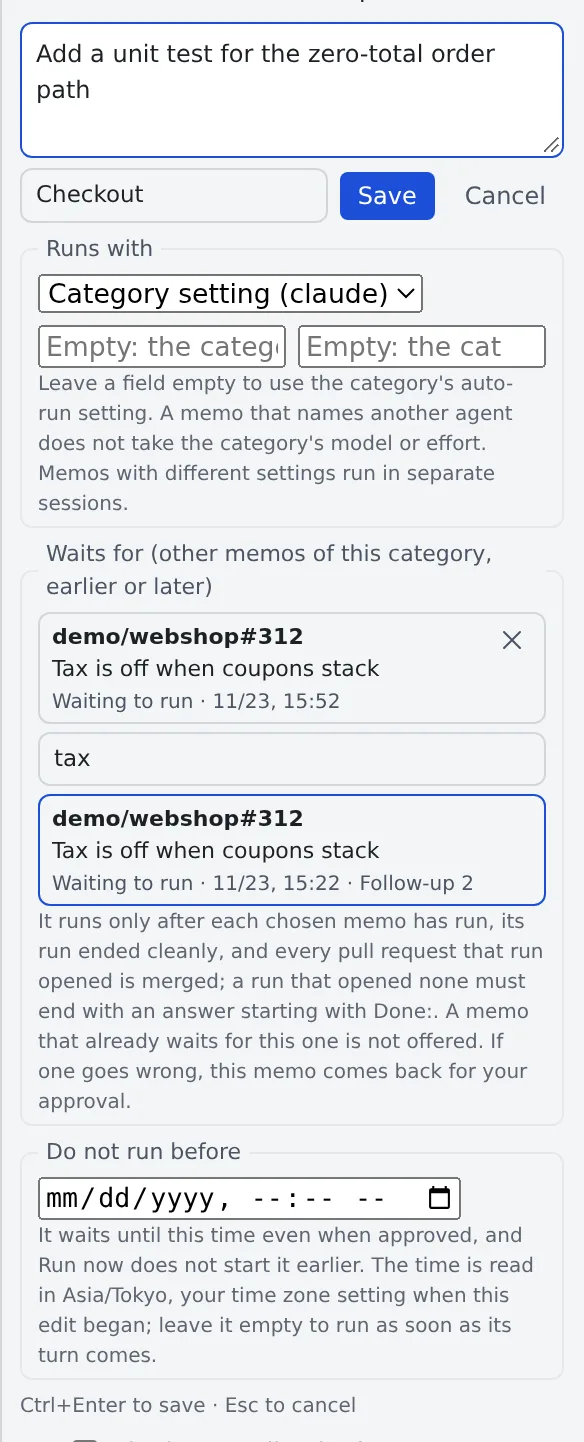 Add a unit test for the zero-total order
path
Checkout
Save
Cancel
Runs with
Category setting (claude)
Empty: the catego
Empty: the cat
Leave a field empty to use the category's auto-
run setting. A memo that names another agent
does not take the category's model or effort.
Memos with different settings run in separate
sessions.
Waits for (other memos of this category,
earlier or later)
demo/webshop#312
Tax is off when coupons stack
Waiting to run · 11/23, 15:52
tax
demo/webshop#312
Tax is off when coupons stack
Waiting to run · 11/23, 15:22 · Follow-up 2
It runs only after each chosen memo has run, its
run ended cleanly, and every pull request that run
opened is merged; a run that opened none must
end with an answer starting with Done:. A memo
that already waits for this one is not offered. If
one goes wrong, this memo comes back for your
approval.
Do not run before
mm/dd/yyyy, --:-- --
It waits until this time even when approved, and
Run now does not start it earlier. The time is read
in Asia/Tokyo, your time zone setting when this
edit began; leave it empty to run as soon as its
turn comes.
Ctrl+Enter to save · Esc to cancel